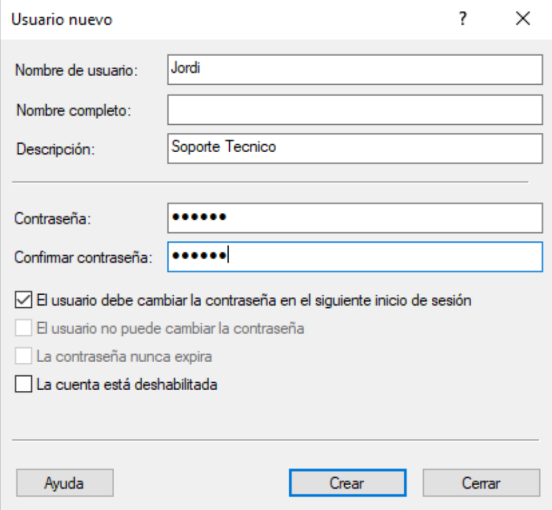 Usuario nuevo ?
Nombre de usuario: Jordi
Nombre completo:
Descripción: Soporte Tecnico
Contraseña: ●●●●●●
Confirmar contraseña: ●●●●●●
El usuario debe cambiar la contraseña en el siguiente inicio de sesión
El usuario no puede cambiar la contraseña
La contraseña nunca expira
La cuenta está deshabilitada
Ayuda Crear Cerrar